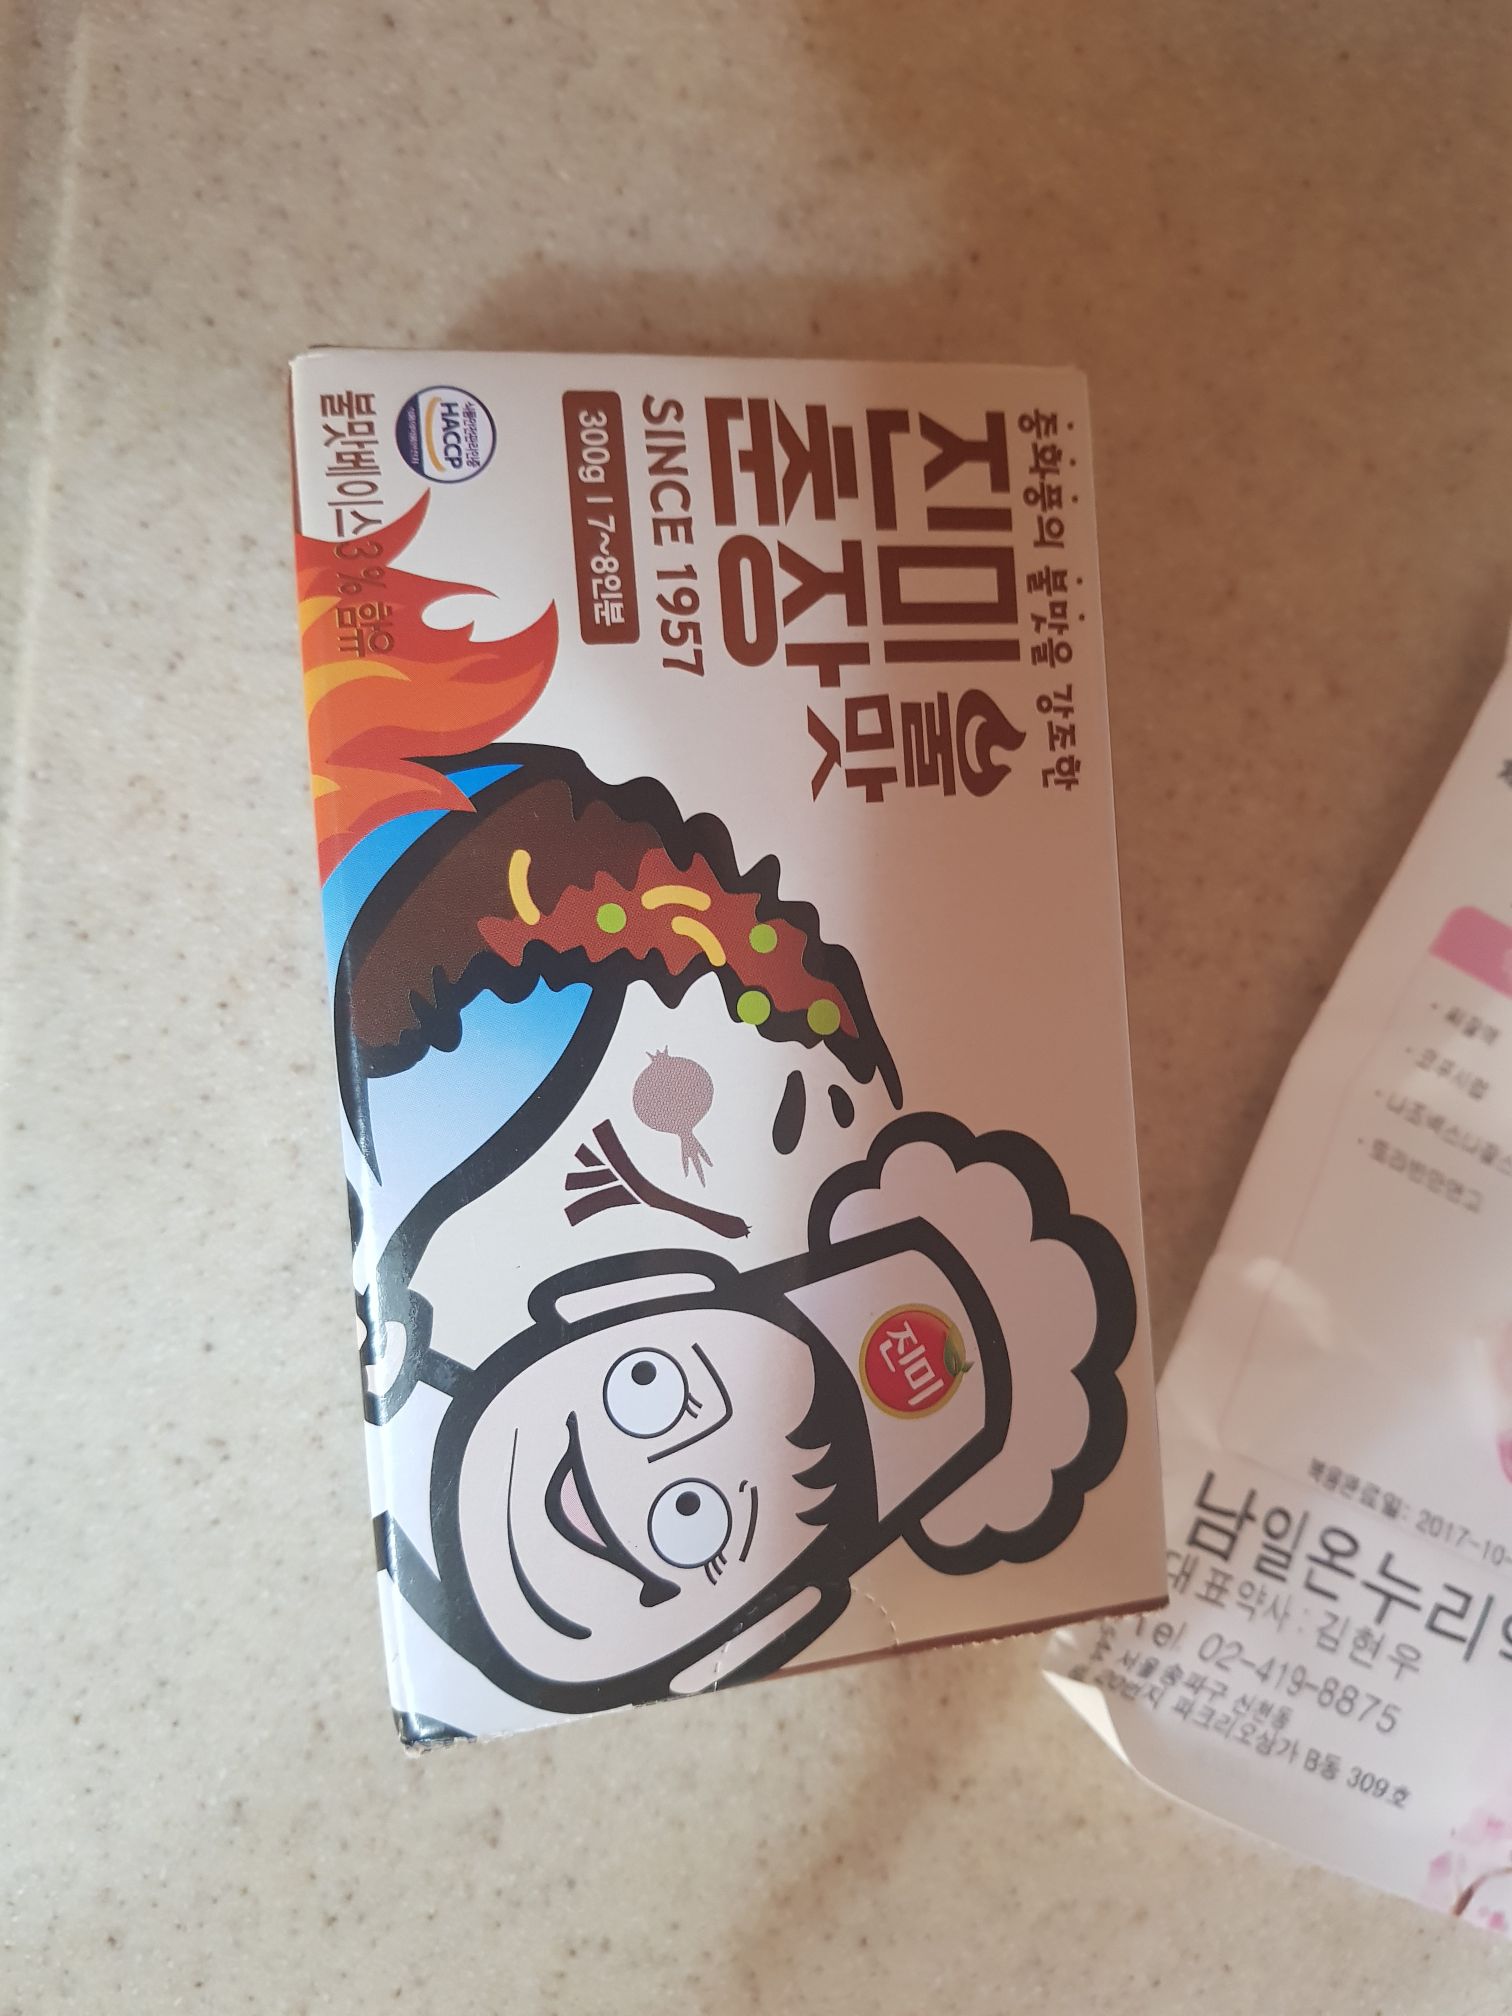 중화풍의 불맛을 강조한
진미
춘장
불맛
SINCE 1957
300g I 7~8인분
HACCP
불맛베이스3% 함유
진미
복용완료일: 2017-10-
남일온누리
대표약사 : 김현우
Tel. 02-419-8875
서울 송파구 신천동
파크리오상가 B동 309호